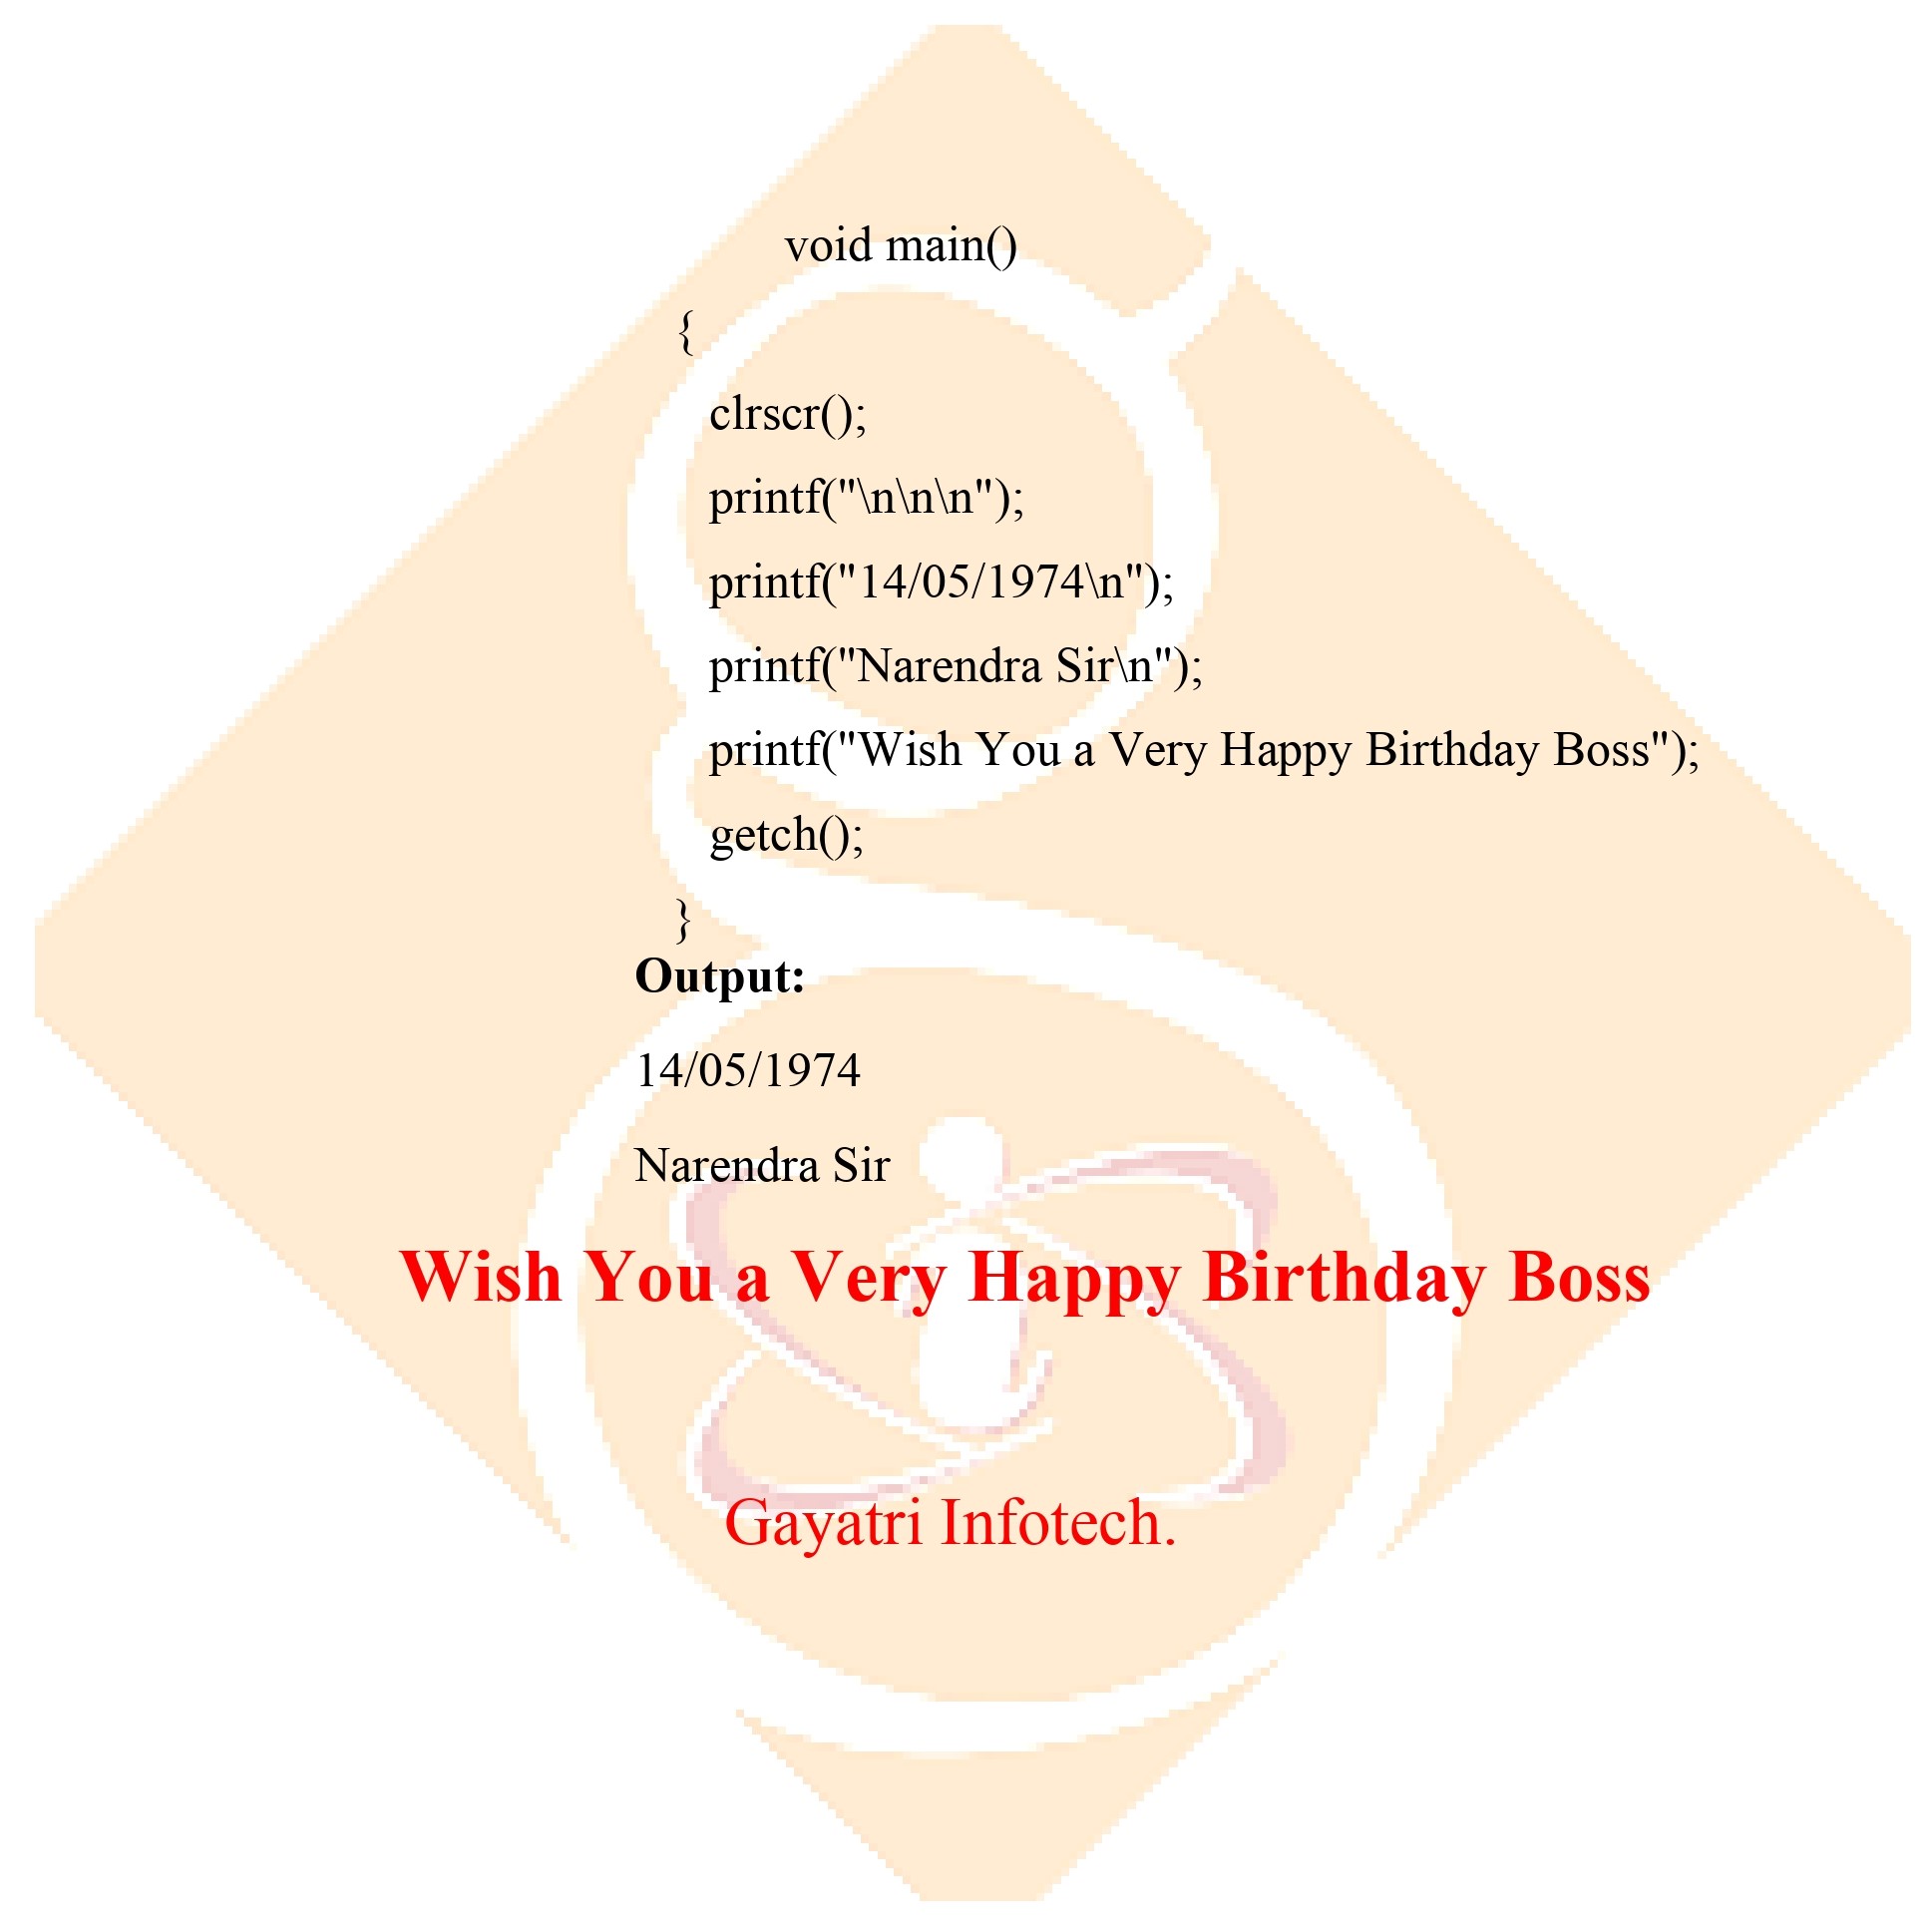 void main()
{
clrscr();
printf("\n\n\n");
printf("14/05/1974\n");
printf("Narendra Sir\n");
printf("Wish You a Very Happy Birthday Boss");
getch();
}
Output:
14/05/1974
Narendra Sir
Wish You a Very Happy Birthday Boss
Gayatri Infotech.